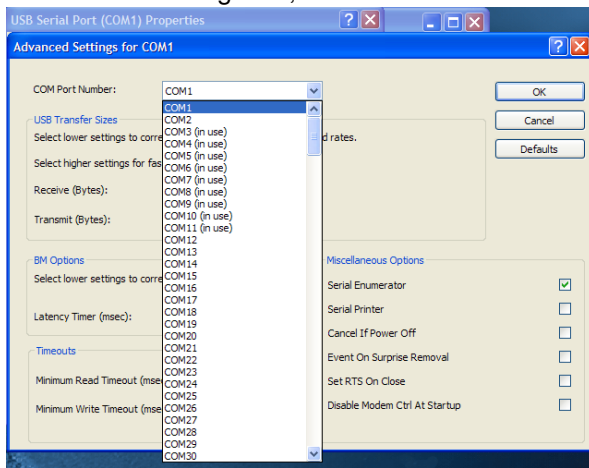 USB Serial Port (COM1) Properties
Advanced Settings for COM1
COM Port Number:
COM1
OK
Cancel
Defaults
COM1
COM2
COM3 (in use)
COM4 (in use)
COM5 (in use)
COM6 (in use)
COM7 (in use)
COM8 (in use)
COM9 (in use)
COM10 (in use)
COM11 (in use)
COM12
COM13
COM14
COM15
COM16
COM17
COM18
COM19
COM20
COM21
COM22
COM23
COM24
COM25
COM26
COM27
COM28
COM29
COM30
USB Transfer Sizes
Select lower settings to corre d rates.
Select higher settings for fas
Receive (Bytes):
Transmit (Bytes):
BM Options
Select lower settings to corre
Latency Timer (msec):
Timeouts
Minimum Read Timeout (mse
Minimum Write Timeout (mse
Miscellaneous Options
Serial Enumerator
Serial Printer
Cancel If Power Off
Event On Surprise Removal
Set RTS On Close
Disable Modem Ctrl At Startup